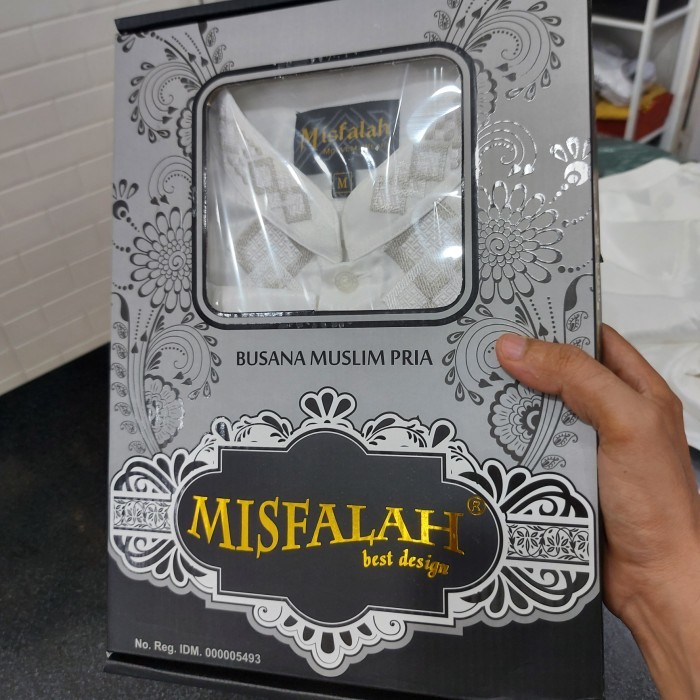 Misfalah
M
BUSANA MUSLIM PRIA
MISFALAH®
best design
No. Reg. IDM. 000005493